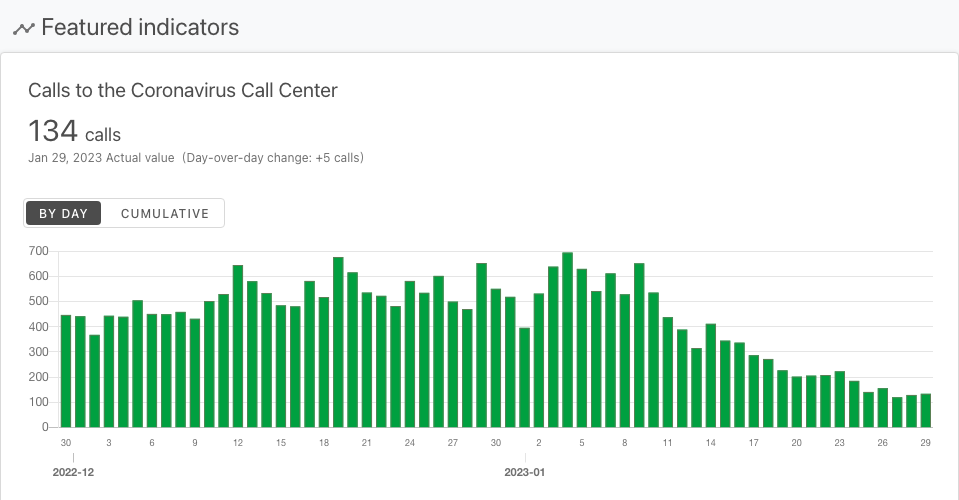 Featured indicators
Calls to the Coronavirus Call Center
134 calls
Jan 29, 2023 Actual value (Day-over-day change: +5 calls)
BY DAY CUMULATIVE
700
600
500
400
300
200
100
0
30 3 6 9 12 15 18 21 24 27 30 2 5 8 11 14 17 20 23 26 29
2022-12 2023-01